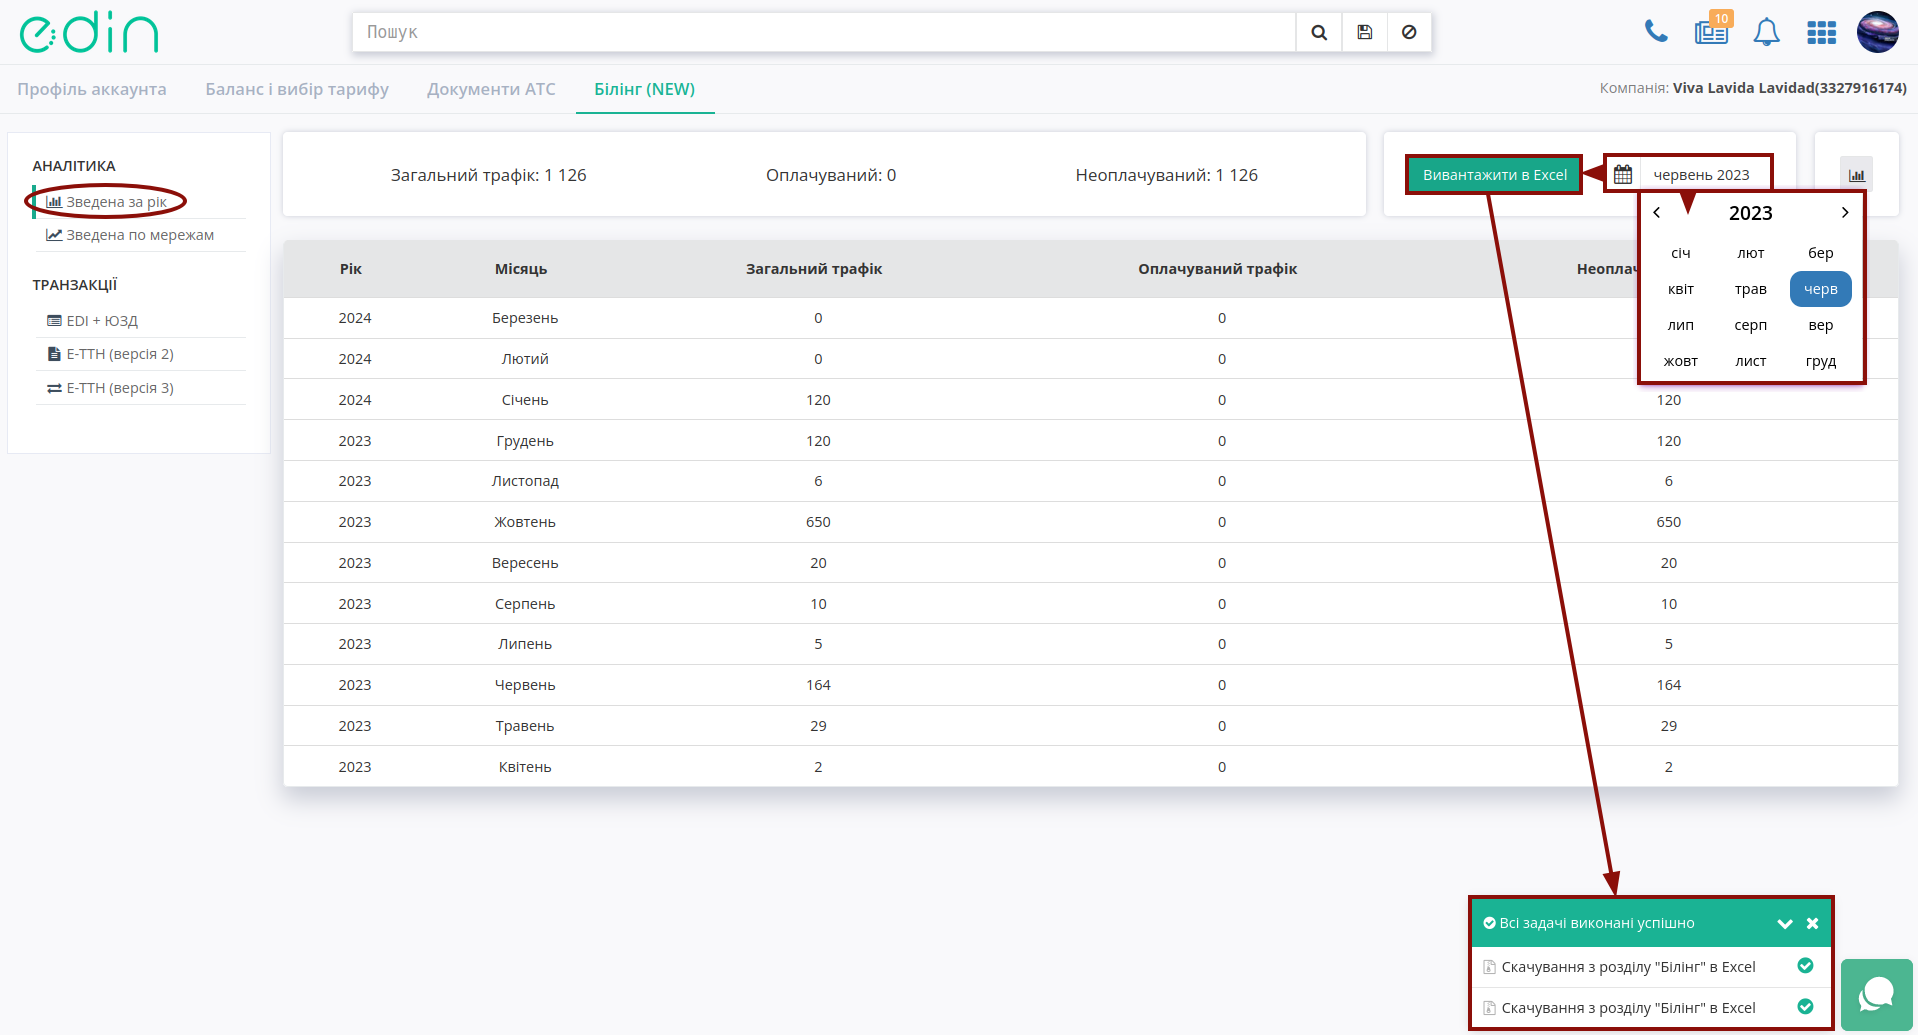 edin
Пошук
10
Профіль аккаунта Баланс і вибір тарифу Документи АТС Білінг (NEW)
Компанія: Viva Lavida Lavidad(3327916174)
АНАЛІТИКА
Зведена за рік
Зведена по мережам
ТРАНЗАКЦІЇ
EDI + ЮЗД
Е-ТТН (версія 2)
Е-ТТН (версія 3)
Загальний трафік: 1 126 Оплачуваний: 0 Неоплачуваний: 1 126
Вивантажити в Excel
червень 2023
2023
січ лют бер
квіт трав черв
лип серп вер
жовт лист груд
Рік Місяць Загальний трафік Оплачуваний трафік
2024 Березень 0 0
2024 Лютий 0 0
2024 Січень 120 0 120
2023 Грудень 120 0 120
2023 Листопад 6 0 6
2023 Жовтень 650 0 650
2023 Вересень 20 0 20
2023 Серпень 10 0 10
2023 Липень 5 0 5
2023 Червень 164 0 164
2023 Травень 29 0 29
2023 Квітень 2 0 2
Всі задачі виконані успішно
Скачування з розділу "Білінг" в Excel
Скачування з розділу "Білінг" в Excel